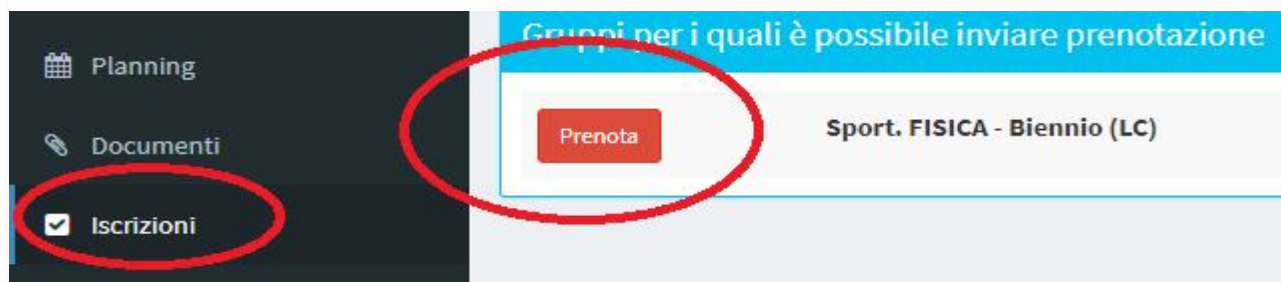 Planning
Documenti
Iscrizioni
Gruppi per i quali è possibile inviare prenotazione
Prenota
Sport. FISICA - Biennio (LC)